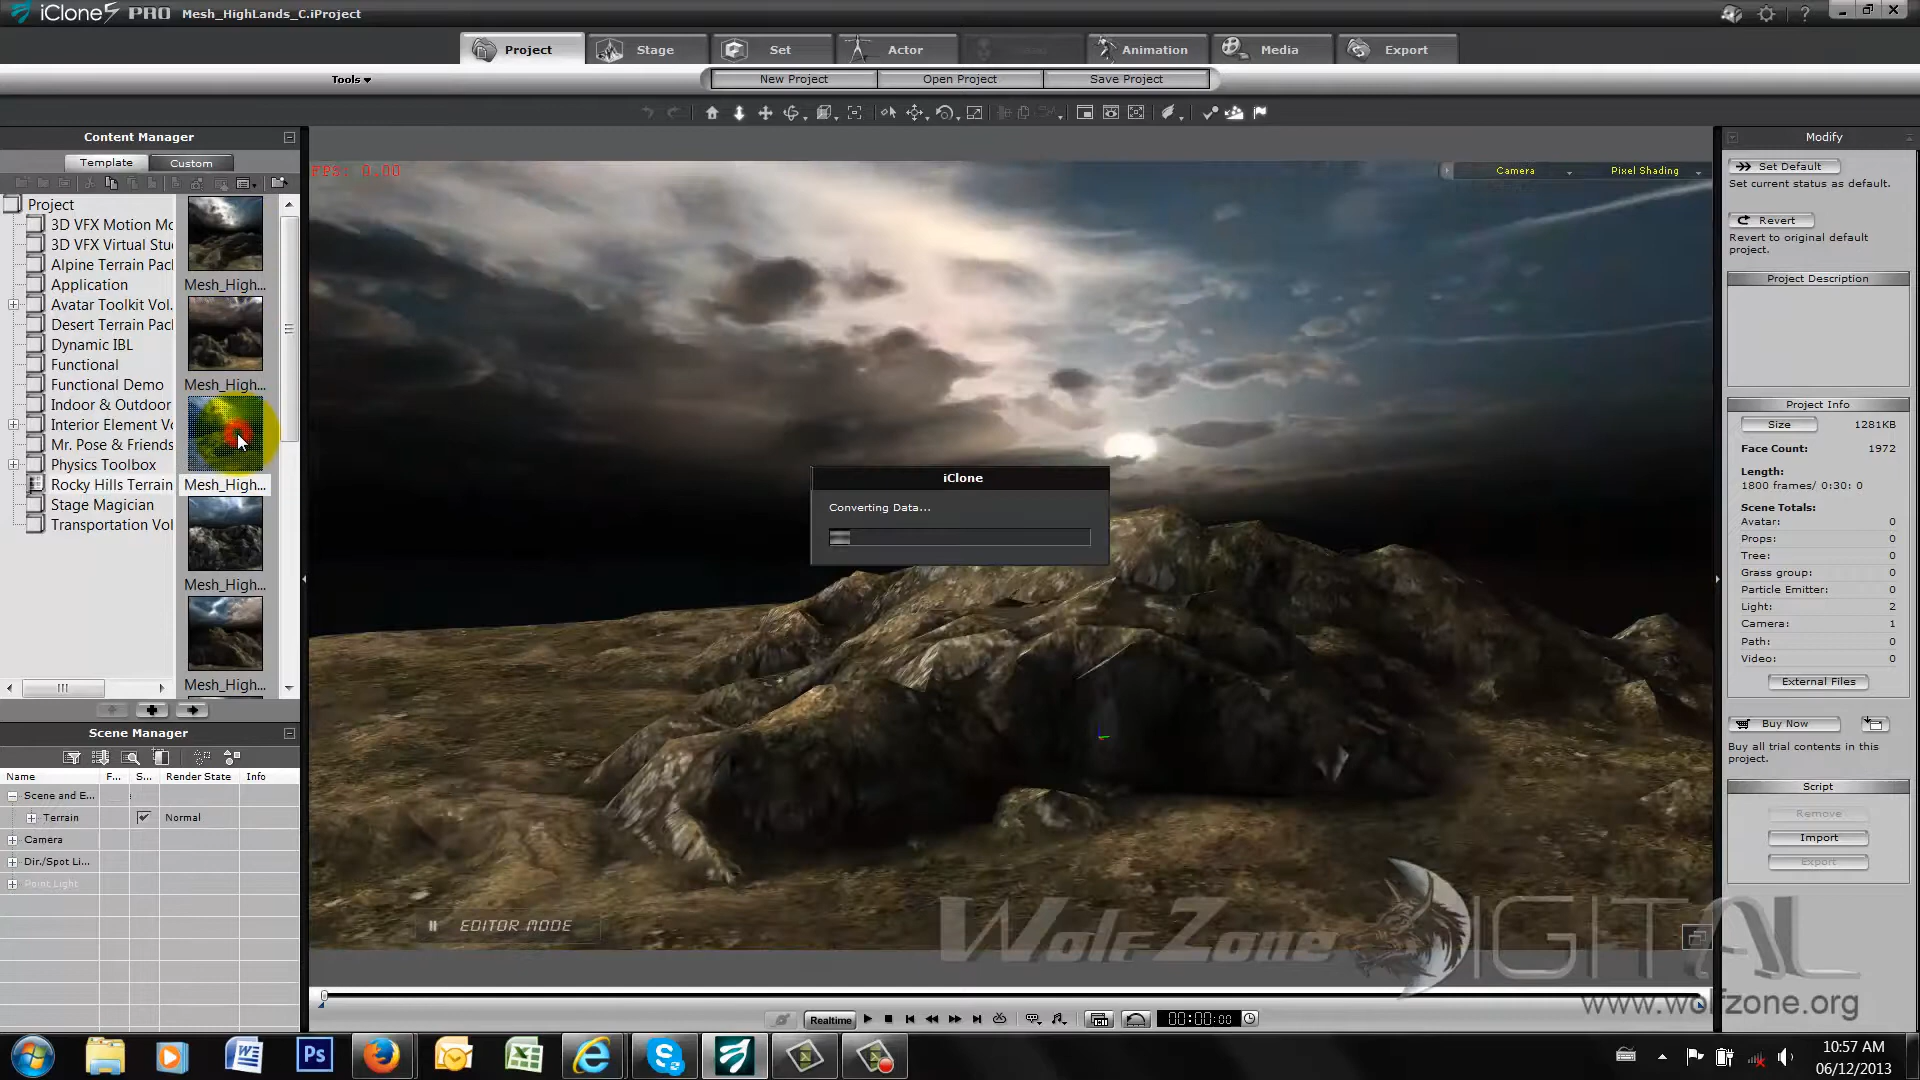 iClone5 PRO Mesh_HighLands_C.iProject
Project Stage Set Actor Animation Media Export
Tools New Project Open Project Save Project
Content Manager
Template Custom
Project
3D VFX Motion Mc
3D VFX Virtual Stu
Alpine Terrain Pac
Application
Avatar Toolkit Vol.
Desert Terrain Pac
Dynamic IBL
Functional
Functional Demo
Indoor & Outdoor
Interior Element Vo
Mr. Pose & Friends
Physics Toolbox
Rocky Hills Terrain
Stage Magician
Transportation Vol
Mesh_High...
Mesh_High...
Mesh_High...
Mesh_High...
Mesh_High...
Scene Manager
Name F... S... Render State Info
Scene and E...
Terrain Normal
Camera
Dir./Spot Li...
Point Light
FPS: 0.00
Camera Pixel Shading
iClone
Converting Data...
EDITOR MODE
Wolf Zone DIGITAL
www.wolfzone.org
Realtime 00:00:00
Modify
Set Default
Set current status as default.
Revert
Revert to original default
project.
Project Description
Project Info
Size 1281KB
Face Count: 1972
Length:
1800 frames/ 0:30: 0
Scene Totals:
Avatar: 0
Props: 0
Tree: 0
Grass group: 0
Particle Emitter: 0
Light: 2
Camera: 1
Path: 0
Video: 0
External Files
Buy Now
Buy all trial contents in this
project.
Script
Remove
Import
Export
10:57 AM
06/12/2013